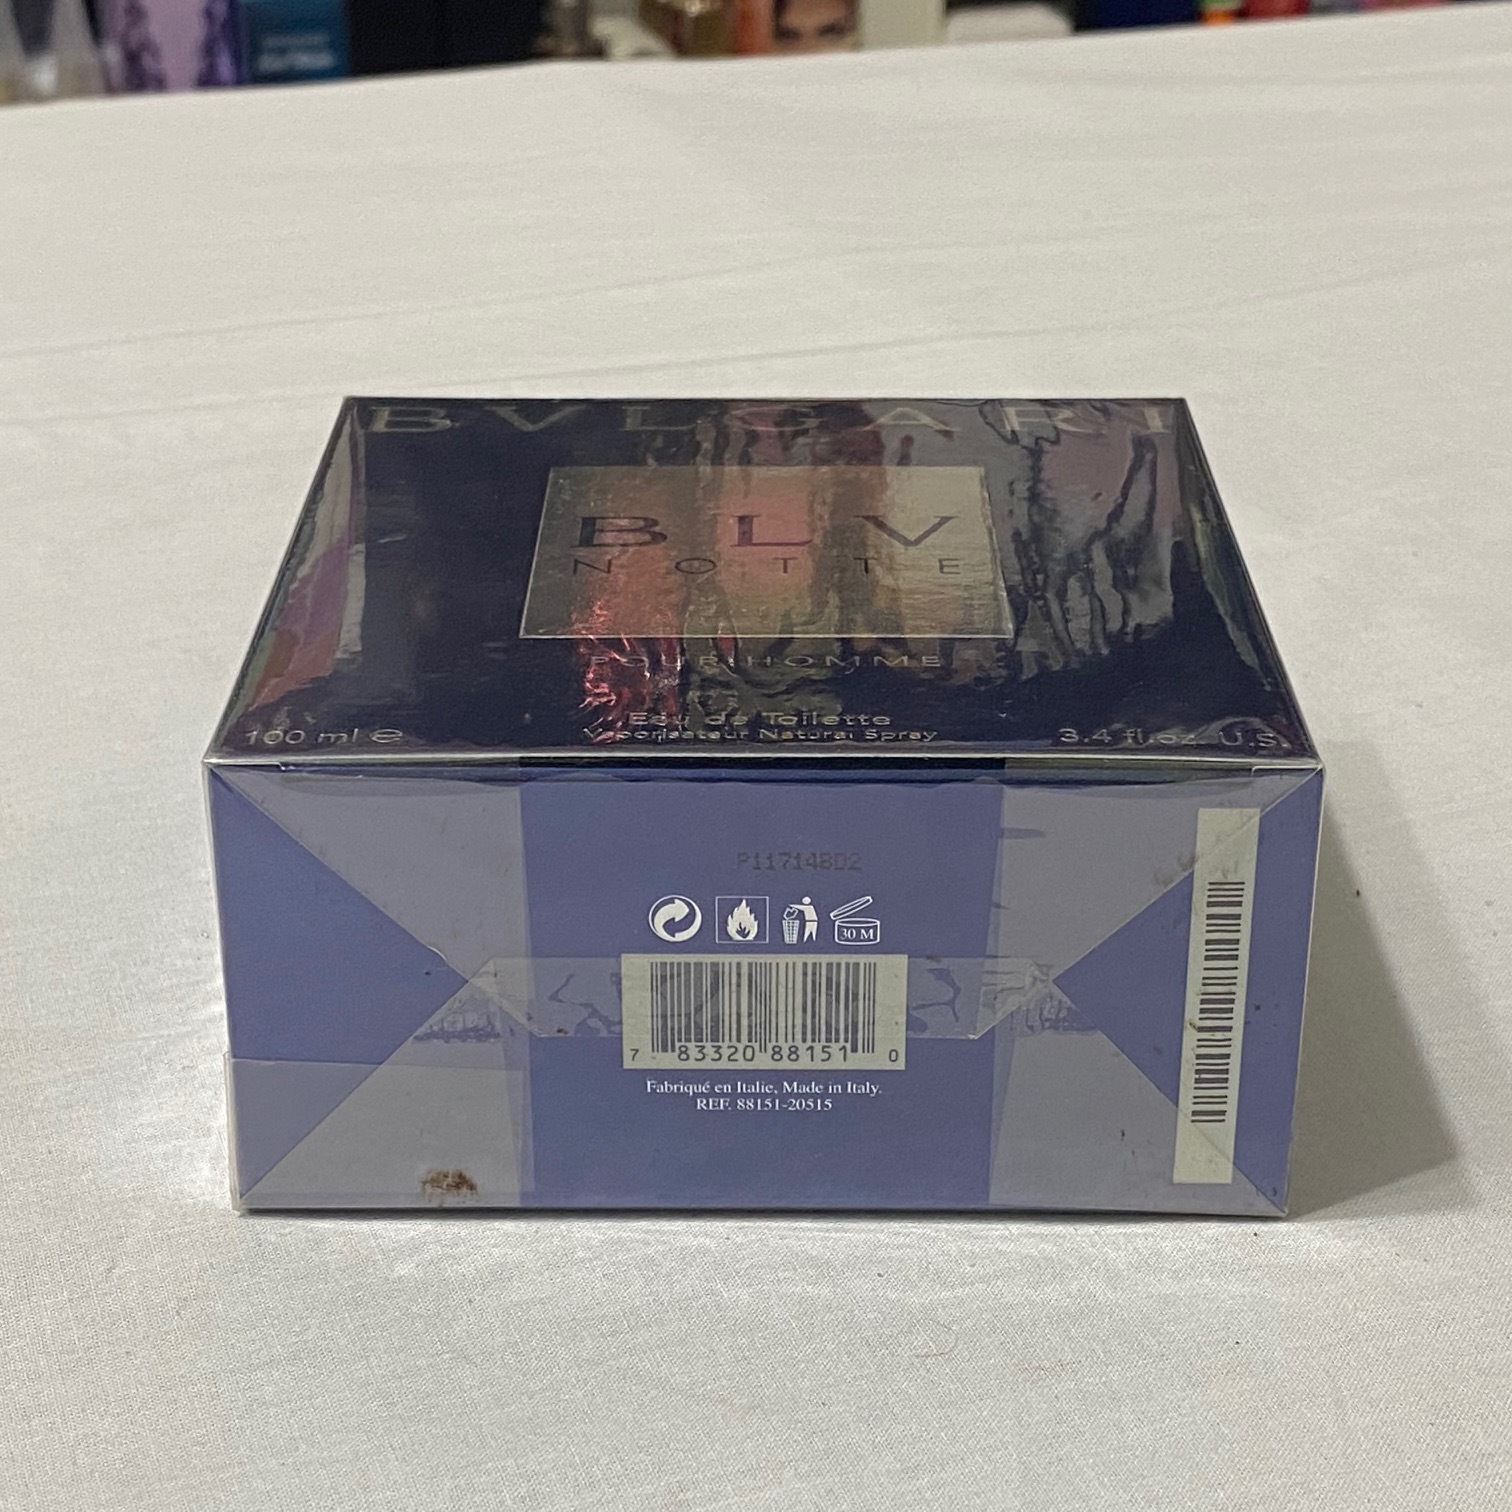 BVLGARI
BLV
NOTTE
POUR HOMME
Eau de Toilette
Vaporisateur Natural Spray
100 ml e
3.4 fl.oz U.S.
P1171148D2
30 M
7 83320 88151 0
Fabriqué en Italie, Made in Italy.
REF. 88151-20515